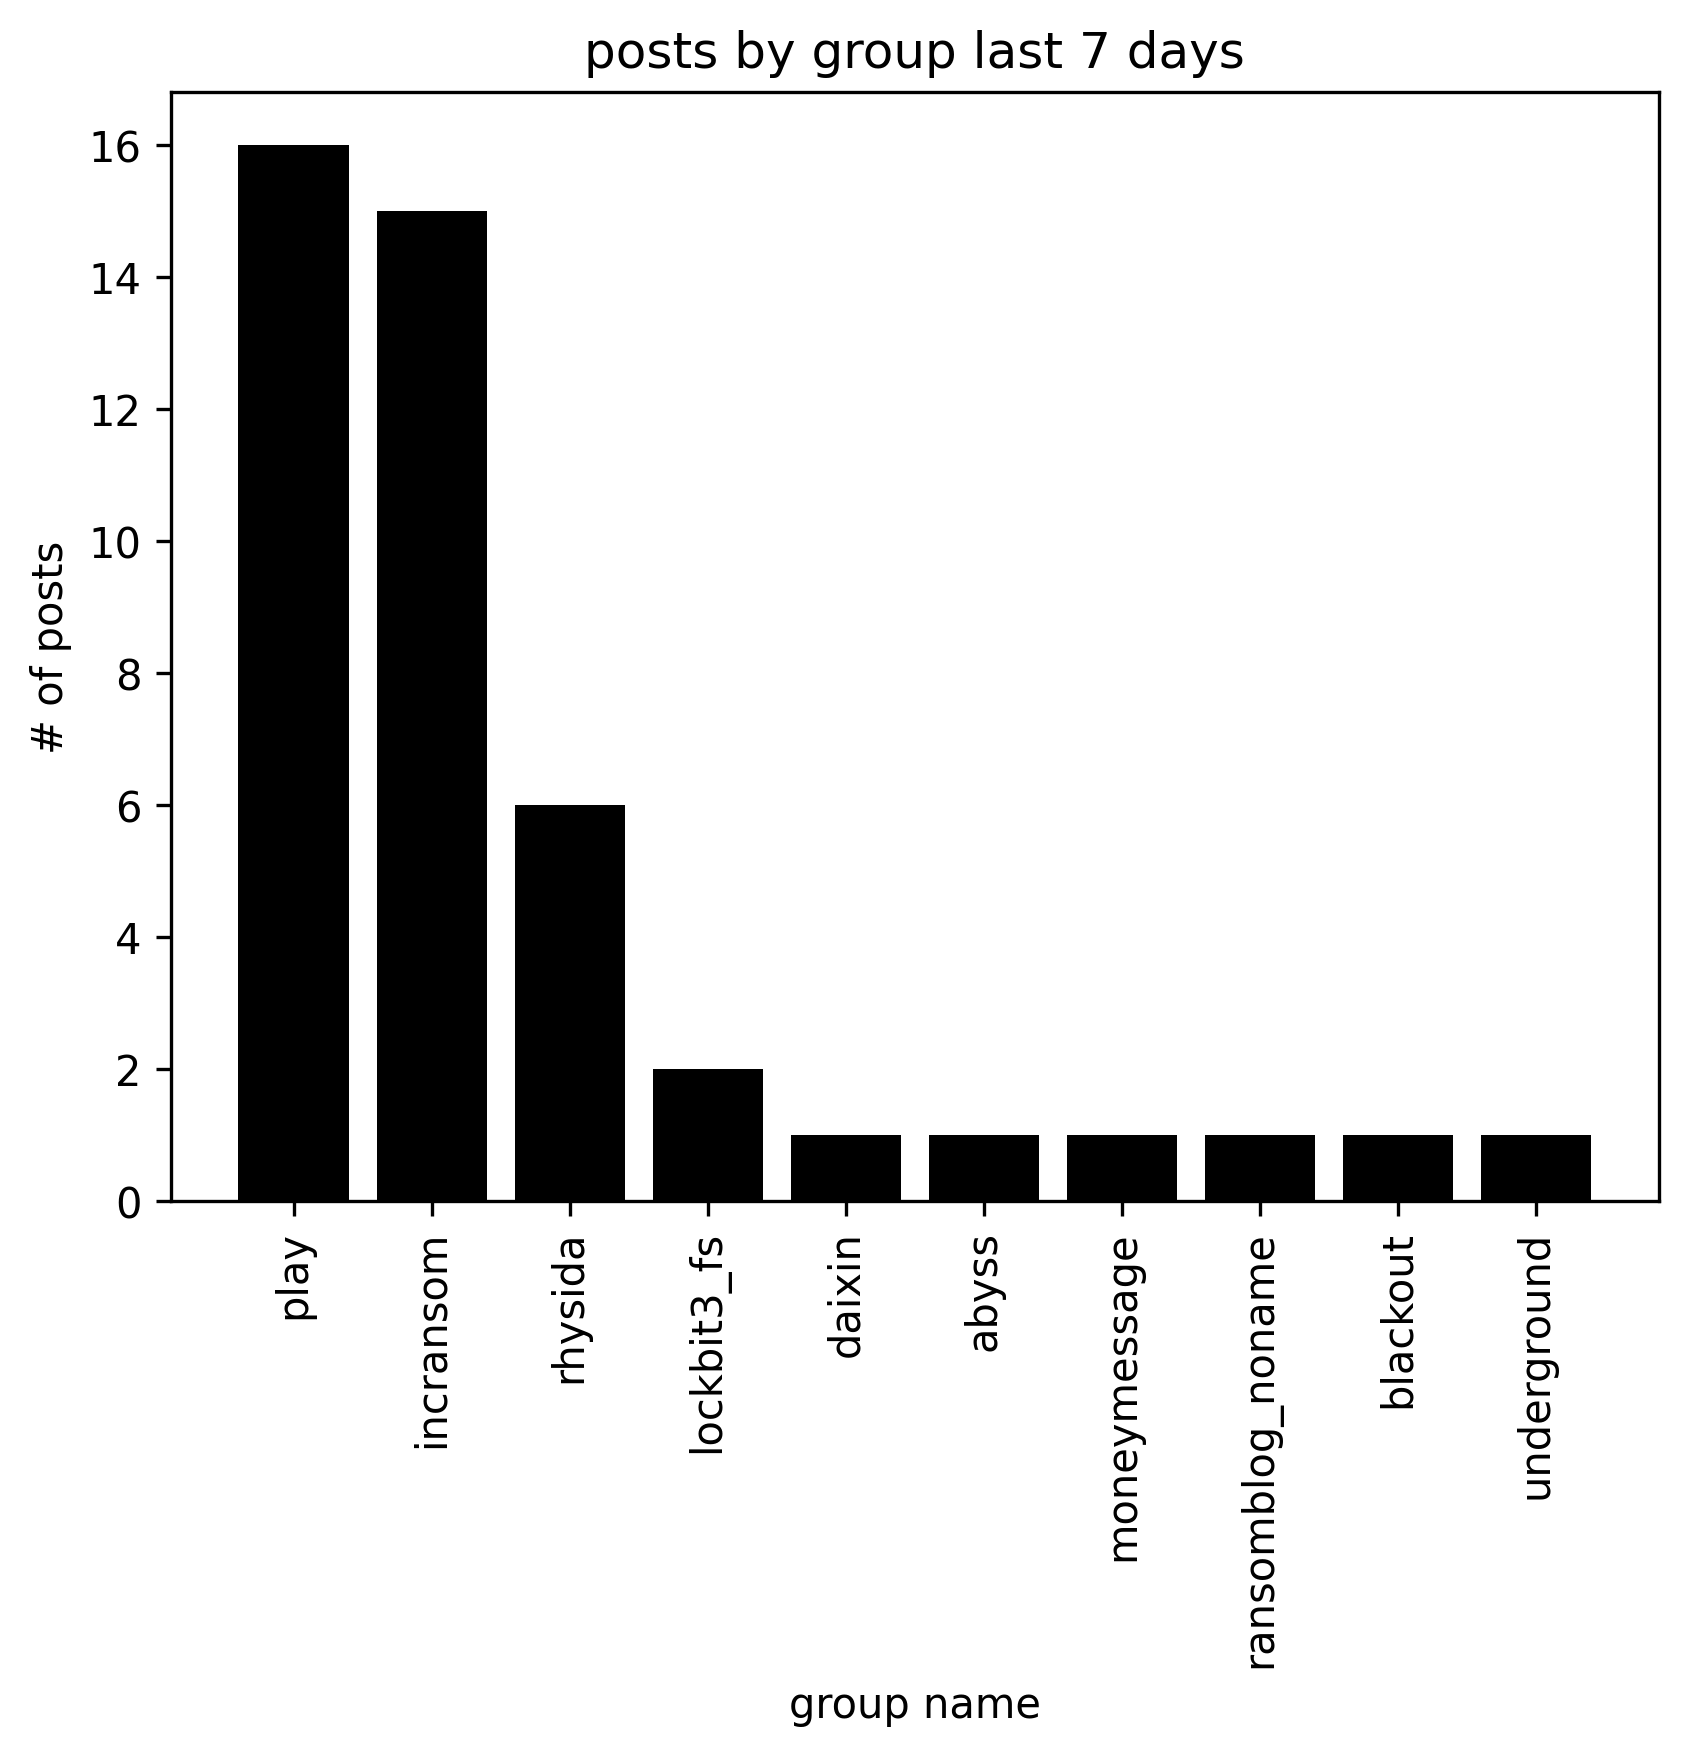 posts by group last 7 days
16
14
12
10
8
6
4
2
0
# of posts
play
incransom
rhysida
lockbit3_fs
daixin
abyss
moneymessage
ransomblog_noname
blackout
underground
group name